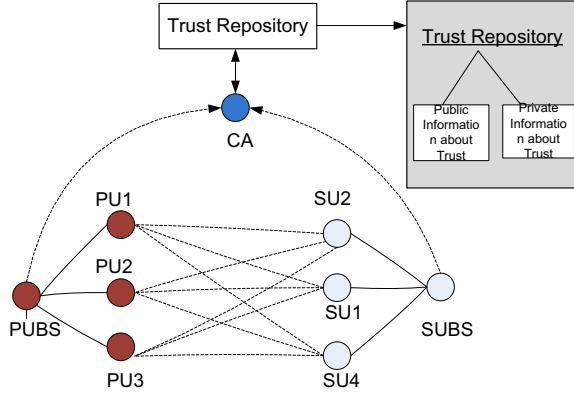 Trust Repository
Trust Repository
Public
Informatio
n about
Trust
Private
Informatio
n about
Trust
CA
PU1
SU2
PU2
SU1
PUBS
SUBS
PU3
SU4